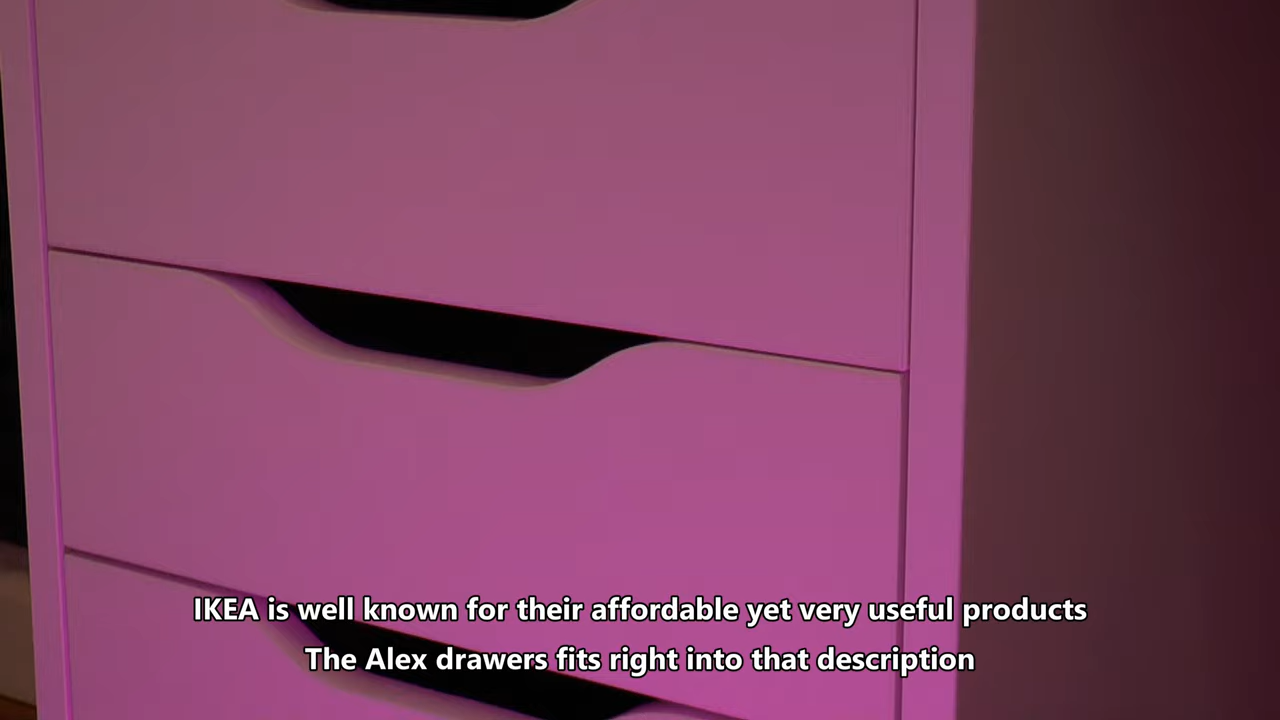 IKEA is well known for their affordable yet very useful products
The Alex drawers fits right into that description